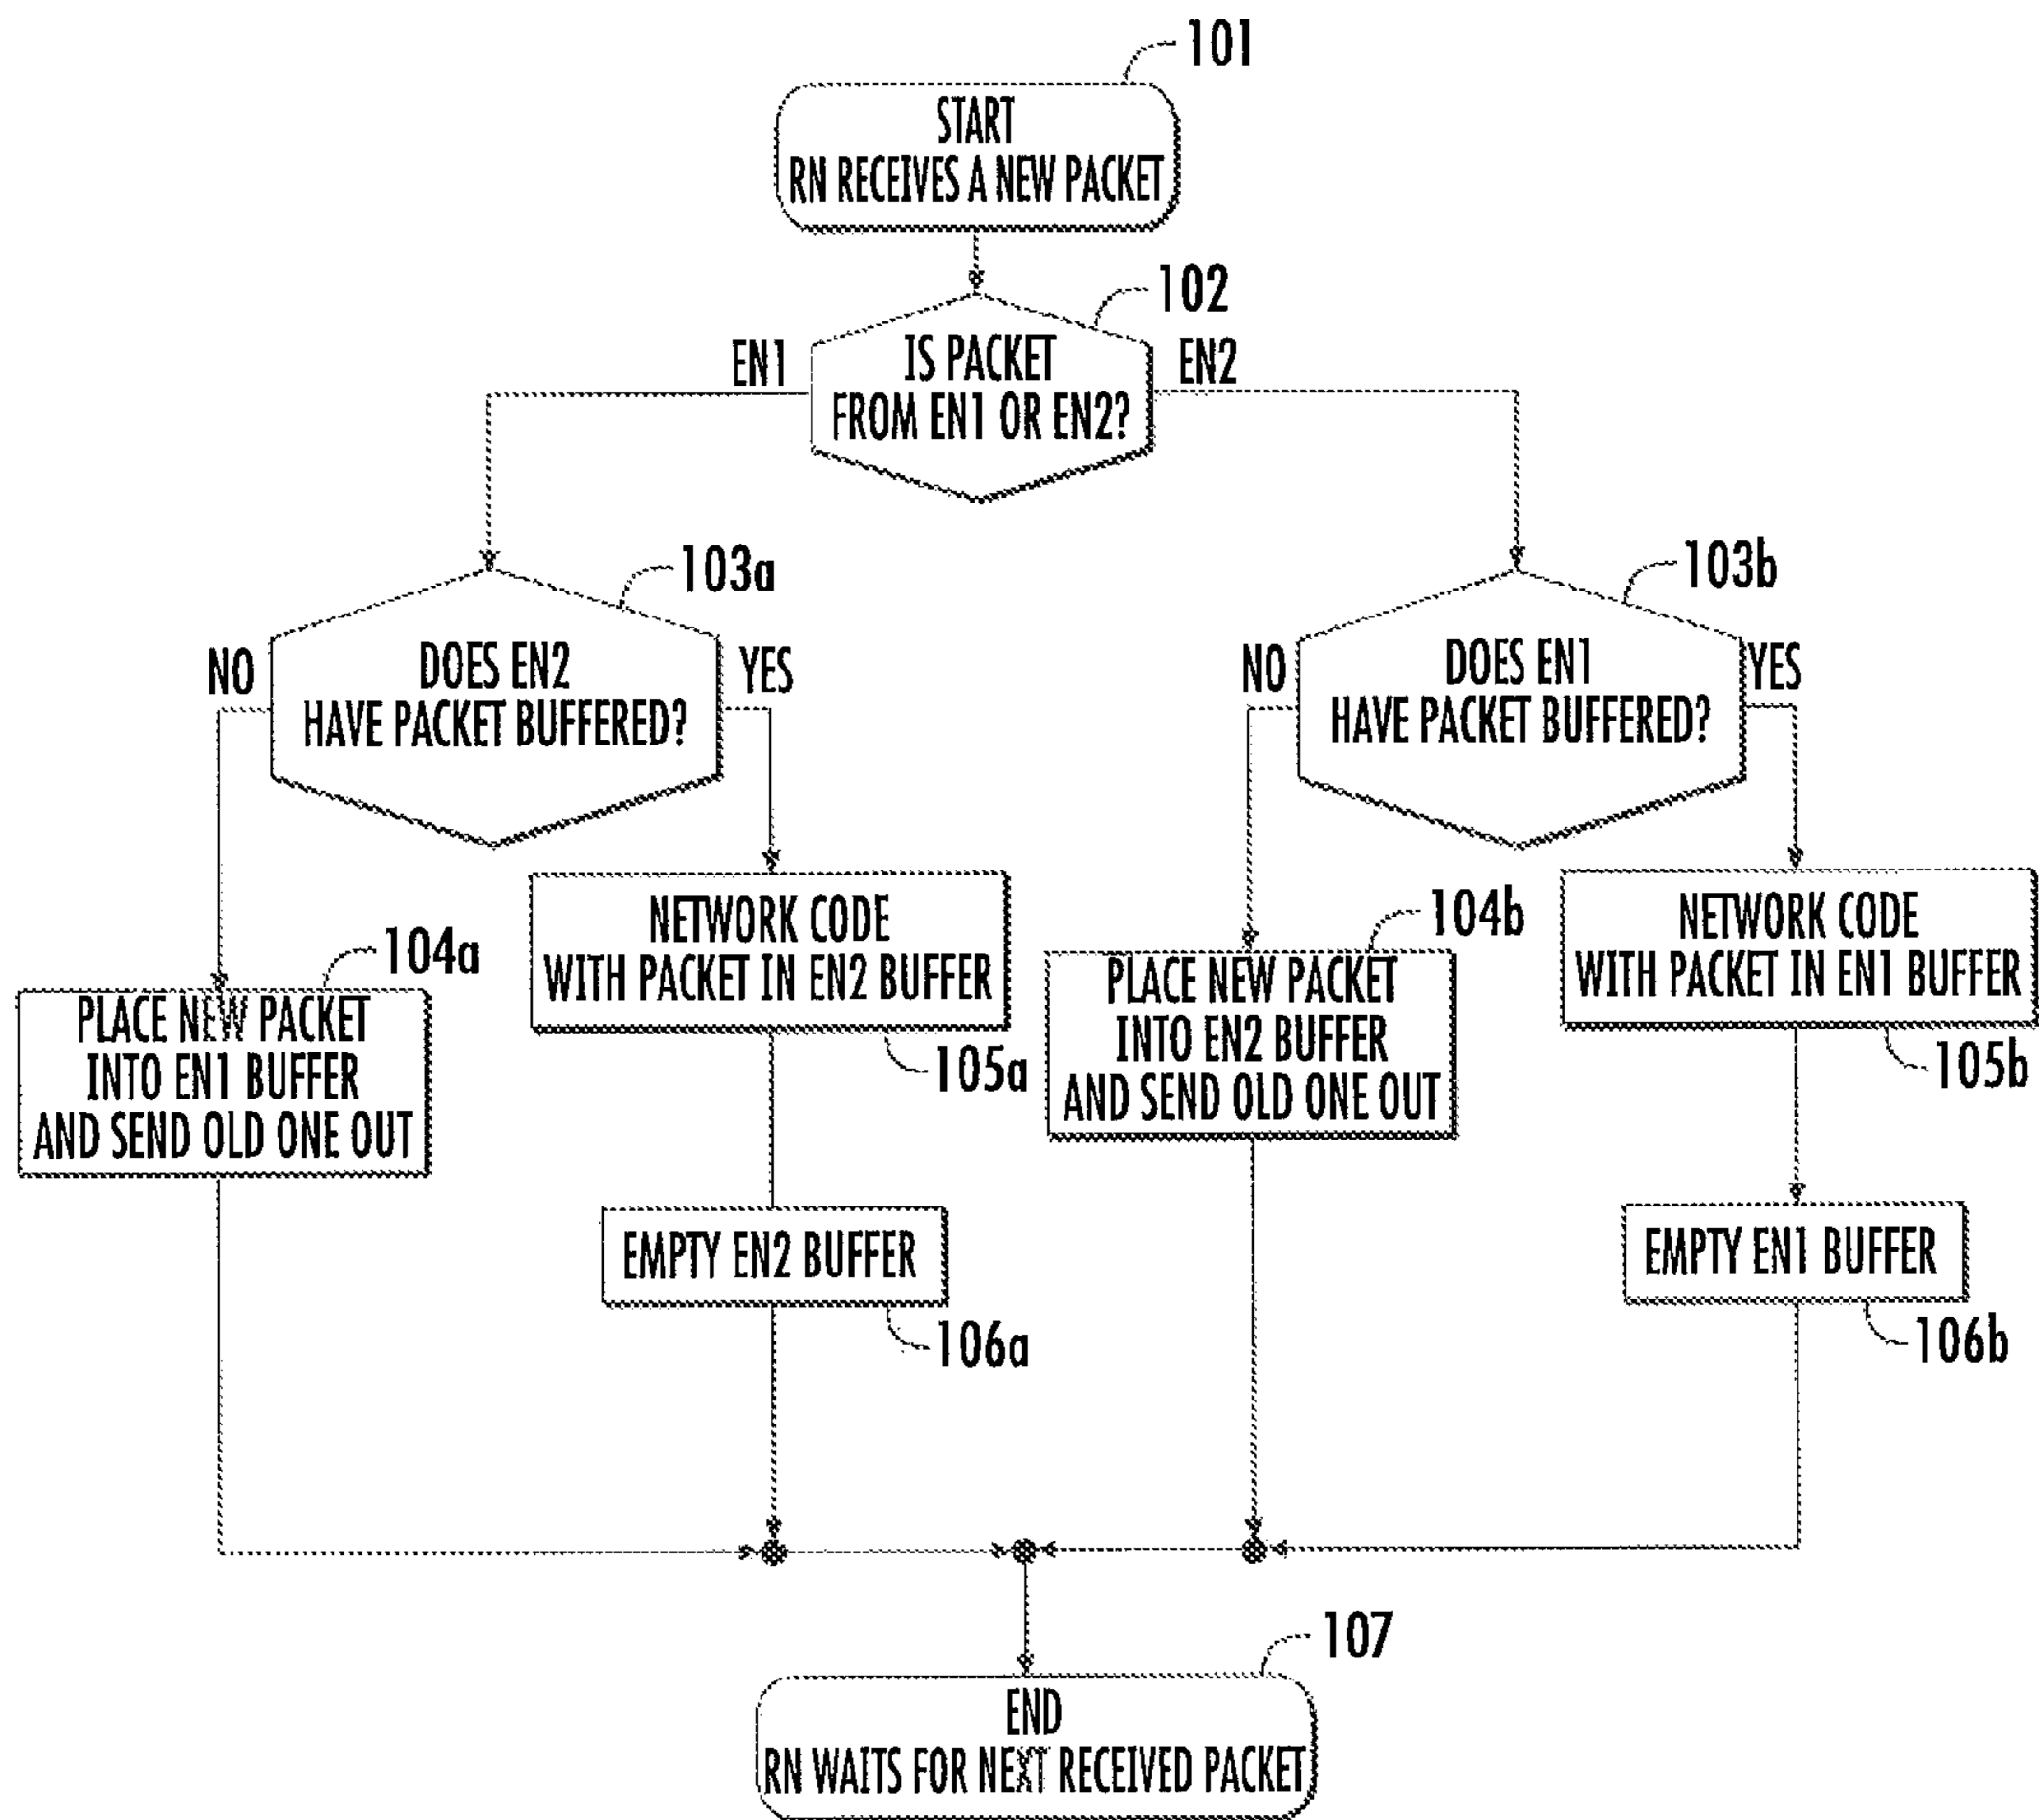 101
START
RN RECEIVES A NEW PACKET
102
IS PACKET
FROM EN1 OR EN2?
EN1
EN2
103a
DOES EN2
HAVE PACKET BUFFERED?
NO
YES
103b
DOES EN1
HAVE PACKET BUFFERED?
NO
YES
104a
PLACE NEW PACKET
INTO EN1 BUFFER
AND SEND OLD ONE OUT
NETWORK CODE
WITH PACKET IN EN2 BUFFER
105a
104b
PLACE NEW PACKET
INTO EN2 BUFFER
AND SEND OLD ONE OUT
NETWORK CODE
WITH PACKET IN EN1 BUFFER
105b
EMPTY EN2 BUFFER
106a
EMPTY EN1 BUFFER
106b
107
END
RN WAITS FOR NEXT RECEIVED PACKET